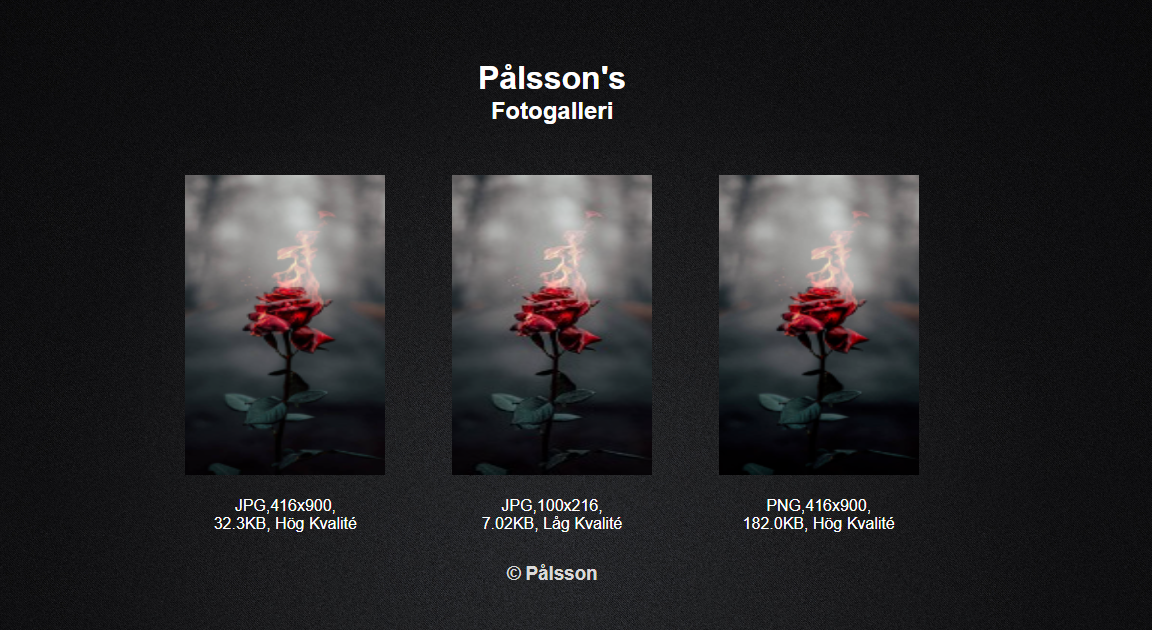 Pålsson's
Fotogalleri
JPG,416x900,
32.3KB, Hög Kvalité
JPG,100x216,
7.02KB, Låg Kvalité
PNG,416x900,
182.0KB, Hög Kvalité
© Pålsson